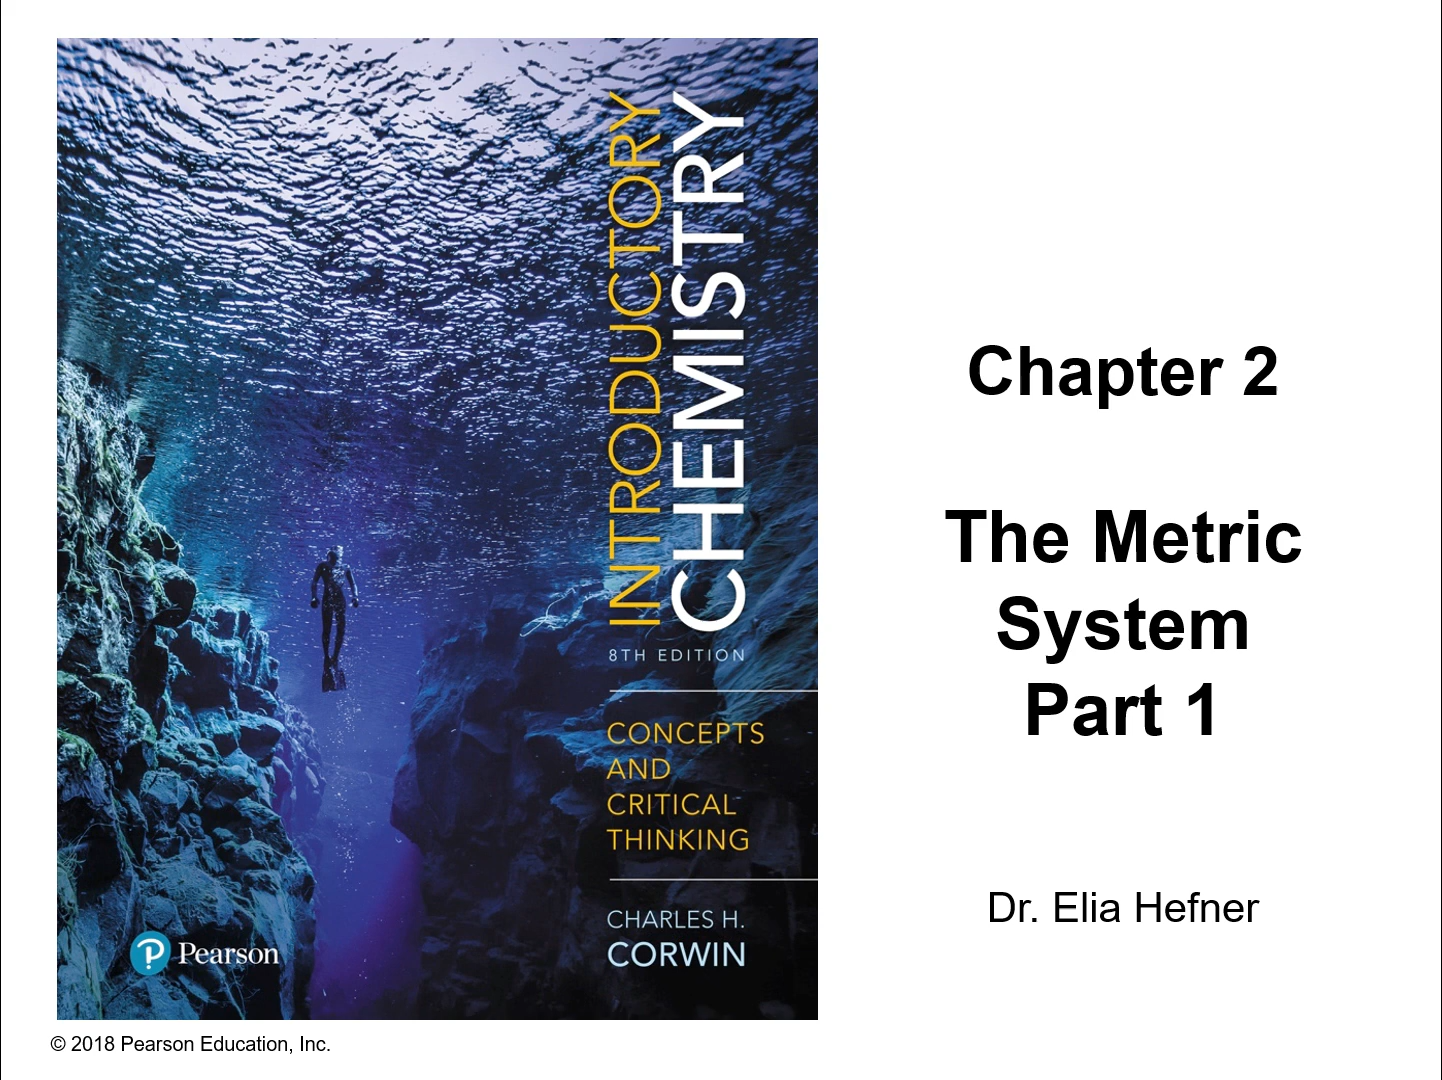 INTRODUCTORY
CHEMISTRY
8TH EDITION
CONCEPTS
AND
CRITICAL
THINKING
CHARLES H.
CORWIN
Pearson
© 2018 Pearson Education, Inc.
Chapter 2
The Metric
System
Part 1
Dr. Elia Hefner